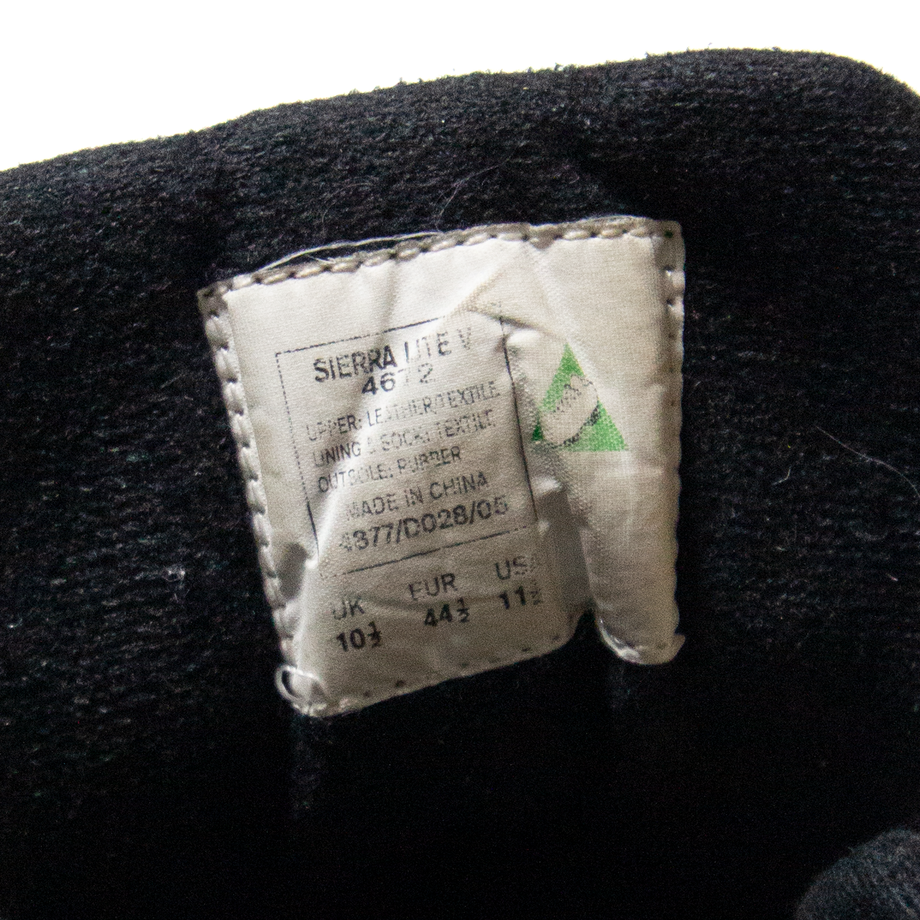 SIERRA LITE V
4672
UPPER: LEATHER/TEXTILE
LINING & SOCK: TEXTILE
OUTSOLE: RUBBER
MADE IN CHINA
4377/D028/05
UK EUR USA
10½ 44½ 11½